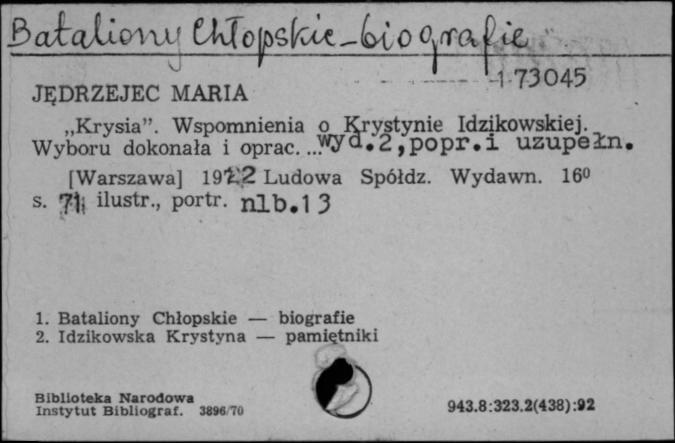 Bataliony Chłopskie - biografie
1.73045
JĘDRZEJEC MARIA
„Krysia”. Wspomnienia o Krystynie Idzikowskiej.
Wyboru dokonała i oprac. ...wyd.2,popr.i uzupełn.
[Warszawa] 1972 Ludowa Spółdz. Wydawn. 16⁰
s. 71, ilustr., portr. nlb.13
1. Bataliony Chłopskie — biografie
2. Idzikowska Krystyna — pamiętniki
Biblioteka Narodowa
Instytut Bibliograf. 3896/70
943.8:323.2(438):92